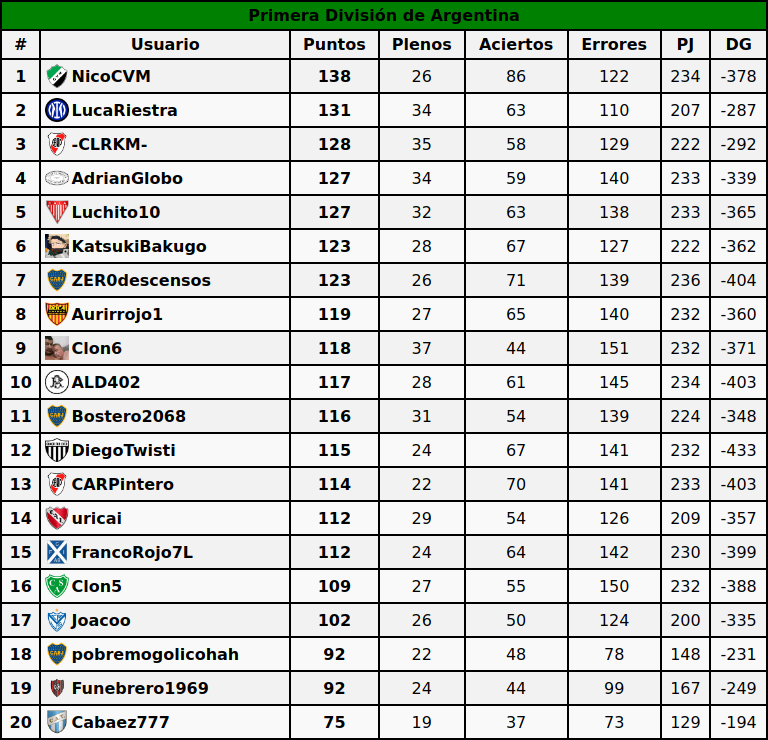 Primera División de Argentina
# Usuario Puntos Plenos Aciertos Errores PJ DG
1 NicoCVM 138 26 86 122 234 -378
2 LucaRiestra 131 34 63 110 207 -287
3 -CLRKM- 128 35 58 129 222 -292
4 AdrianGlobo 127 34 59 140 233 -339
5 Luchito10 127 32 63 138 233 -365
6 KatsukiBakugo 123 28 67 127 222 -362
7 ZER0descensos 123 26 71 139 236 -404
8 Aurirrojo1 119 27 65 140 232 -360
9 Clon6 118 37 44 151 232 -371
10 ALD402 117 28 61 145 234 -403
11 Bostero2068 116 31 54 139 224 -348
12 DiegoTwisti 115 24 67 141 232 -433
13 CARPintero 114 22 70 141 233 -403
14 uricai 112 29 54 126 209 -357
15 FrancoRojo7L 112 24 64 142 230 -399
16 Clon5 109 27 55 150 232 -388
17 Joacoo 102 26 50 124 200 -335
18 pobremogolicohah 92 22 48 78 148 -231
19 Funebrero1969 92 24 44 99 167 -249
20 Cabaez777 75 19 37 73 129 -194